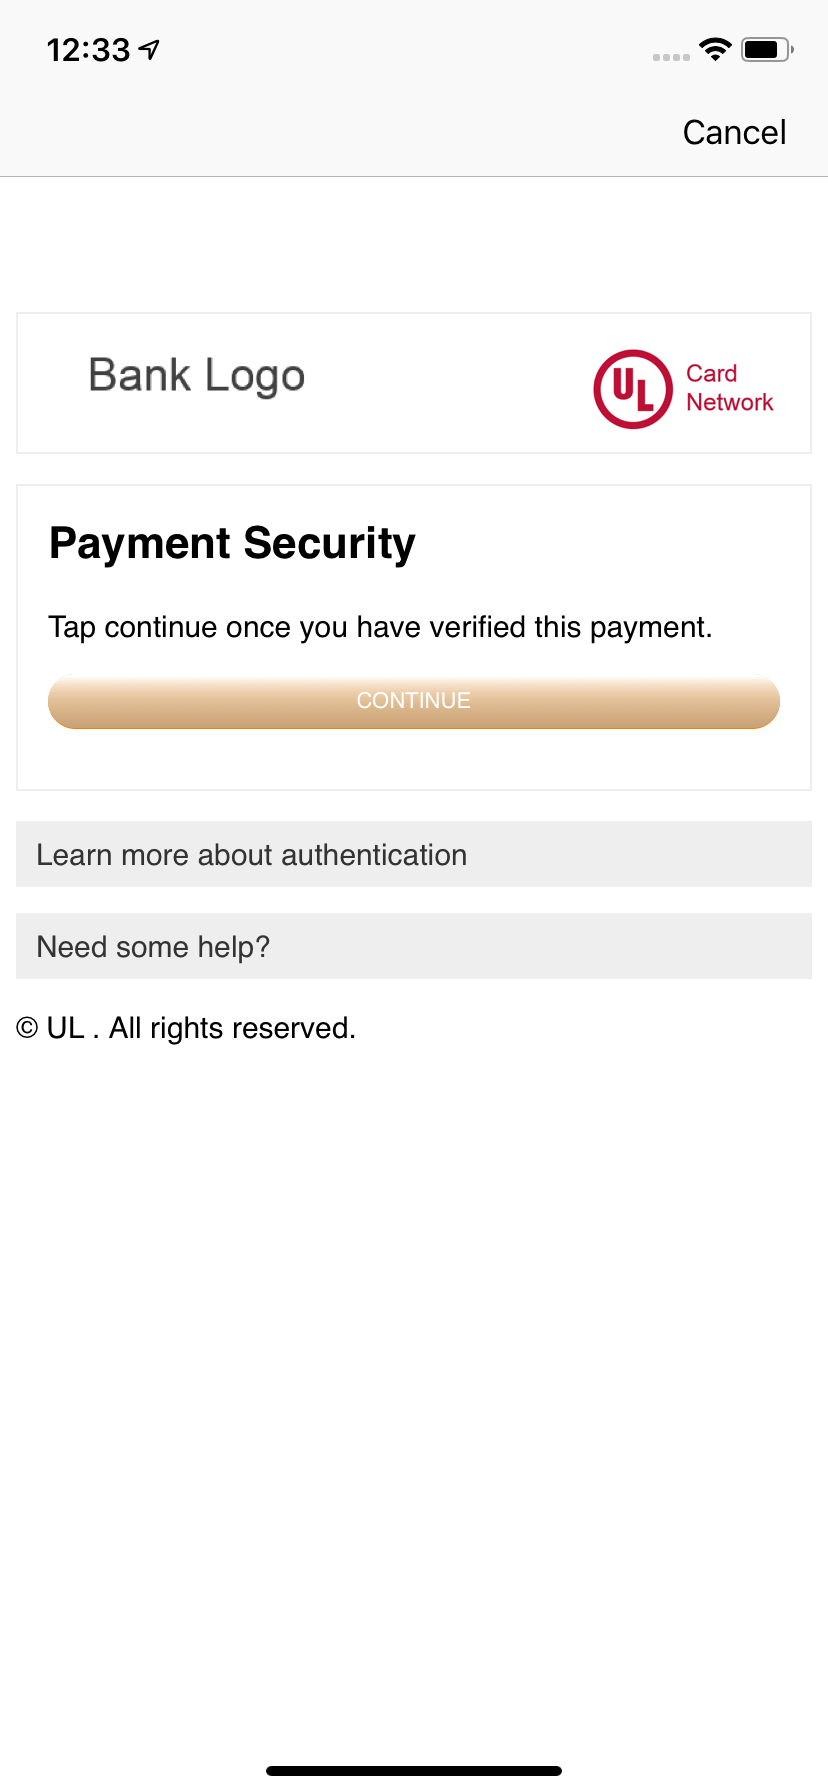 12:33
Cancel
Bank Logo
UL
Card
Network
Payment Security
Tap continue once you have verified this payment.
CONTINUE
Learn more about authentication
Need some help?
© UL . All rights reserved.